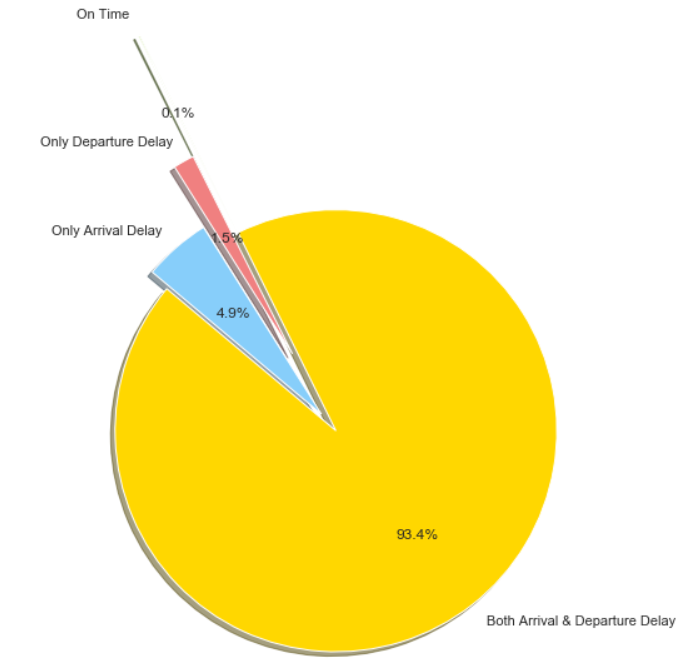 On Time
0.1%
Only Departure Delay
Only Arrival Delay
1.5%
4.9%
93.4%
Both Arrival & Departure Delay